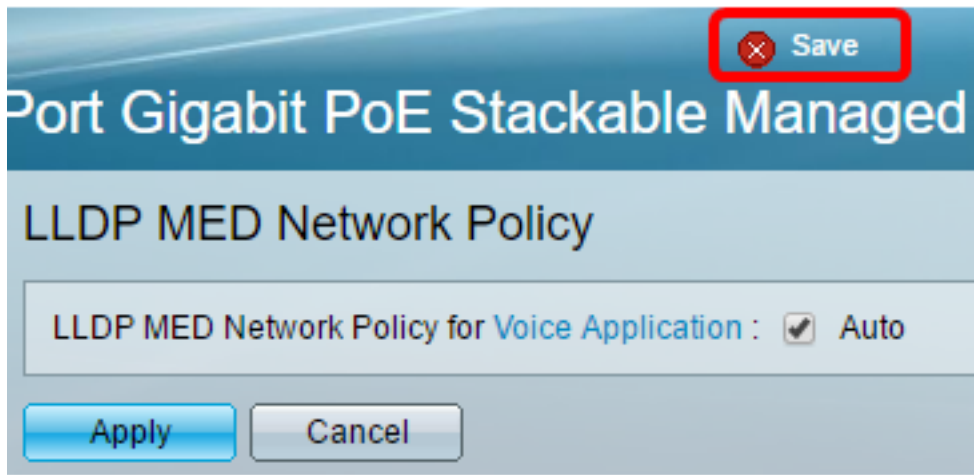 Save
Port Gigabit PoE Stackable Managed
LLDP MED Network Policy
LLDP MED Network Policy for Voice Application : Auto
Apply Cancel